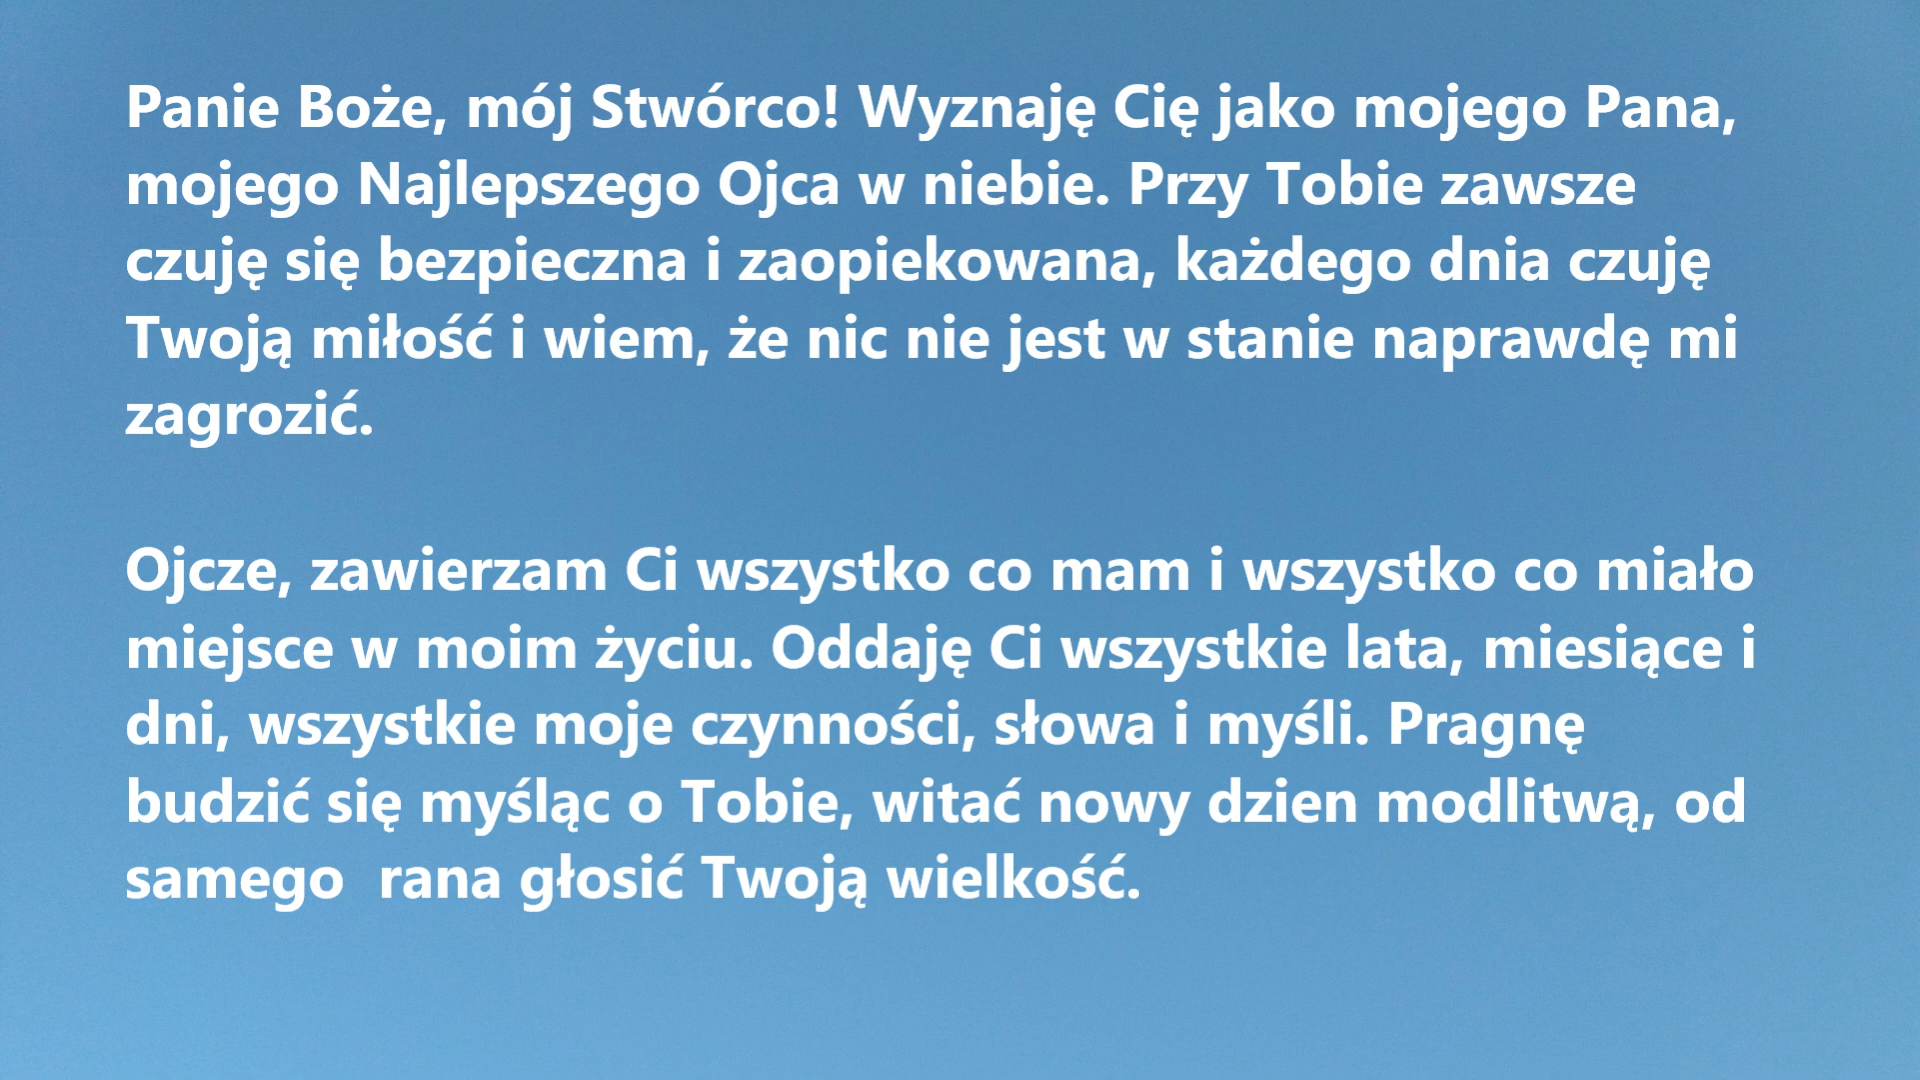 Panie Boże, mój Stwórco! Wyznaję Cię jako mojego Pana,
mojego Najlepszego Ojca w niebie. Przy Tobie zawsze
czuję się bezpieczna i zaopiekowana, każdego dnia czuję
Twoją miłość i wiem, że nic nie jest w stanie naprawdę mi
zagrozić.
Ojcze, zawierzam Ci wszystko co mam i wszystko co miało
miejsce w moim życiu. Oddaję Ci wszystkie lata, miesiące i
dni, wszystkie moje czynności, słowa i myśli. Pragnę
budzić się myśląc o Tobie, witać nowy dzien modlitwą, od
samego  rana głosić Twoją wielkość.